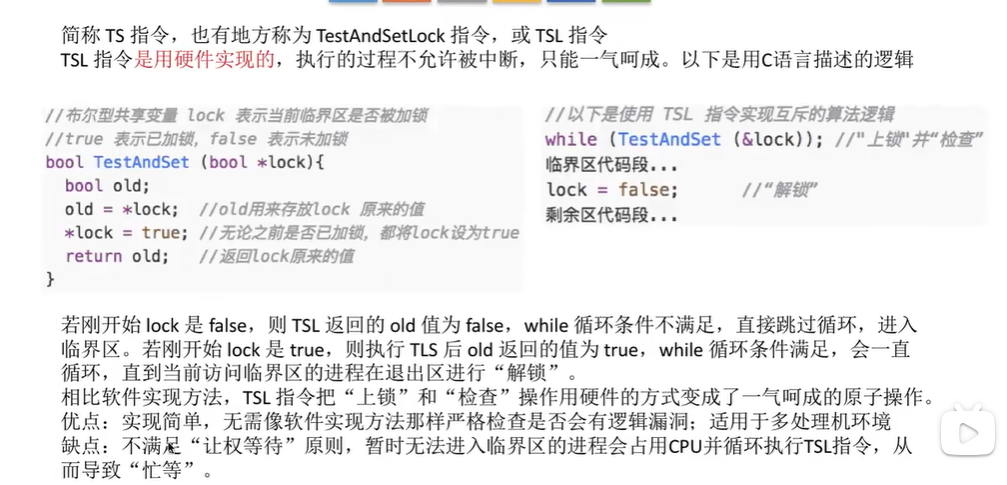 简称 TS 指令，也有地方称为 TestAndSetLock 指令，或 TSL 指令
TSL 指令是用硬件实现的，执行的过程不允许被中断，只能一气呵成。以下是用C语言描述的逻辑
//布尔型共享变量 lock 表示当前临界区是否被加锁
//true 表示已加锁，false 表示未加锁
bool TestAndSet (bool *lock){
bool old;
old = *lock; //old用来存放lock 原来的值
*lock = true; //无论之前是否已加锁，都将lock设为true
return old; //返回lock原来的值
}
//以下是使用 TSL 指令实现互斥的算法逻辑
while (TestAndSet (&lock)); //"上锁"并“检查”
临界区代码段...
lock = false; //“解锁”
剩余区代码段...
若刚开始 lock 是 false，则 TSL 返回的 old 值为 false，while 循环条件不满足，直接跳过循环，进入
临界区。若刚开始 lock 是 true，则执行 TLS 后 old 返回的值为 true，while 循环条件满足，会一直
循环，直到当前访问临界区的进程在退出区进行“解锁”。
相比软件实现方法，TSL 指令把“上锁”和“检查”操作用硬件的方式变成了一气呵成的原子操作。
优点：实现简单，无需像软件实现方法那样严格检查是否会有逻辑漏洞；适用于多处理机环境
缺点：不满足“让权等待”原则，暂时无法进入临界区的进程会占用CPU并循环执行TSL指令，从
而导致“忙等”。